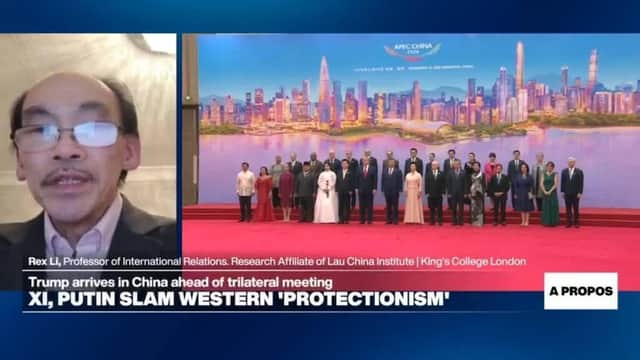 APEC CHINA
Rex Li, Professor of International Relations. Research Affiliate of Lau China Institute | King's College London
Trump arrives in China ahead of trilateral meeting
XI, PUTIN SLAM WESTERN 'PROTECTIONISM'
A PROPOS